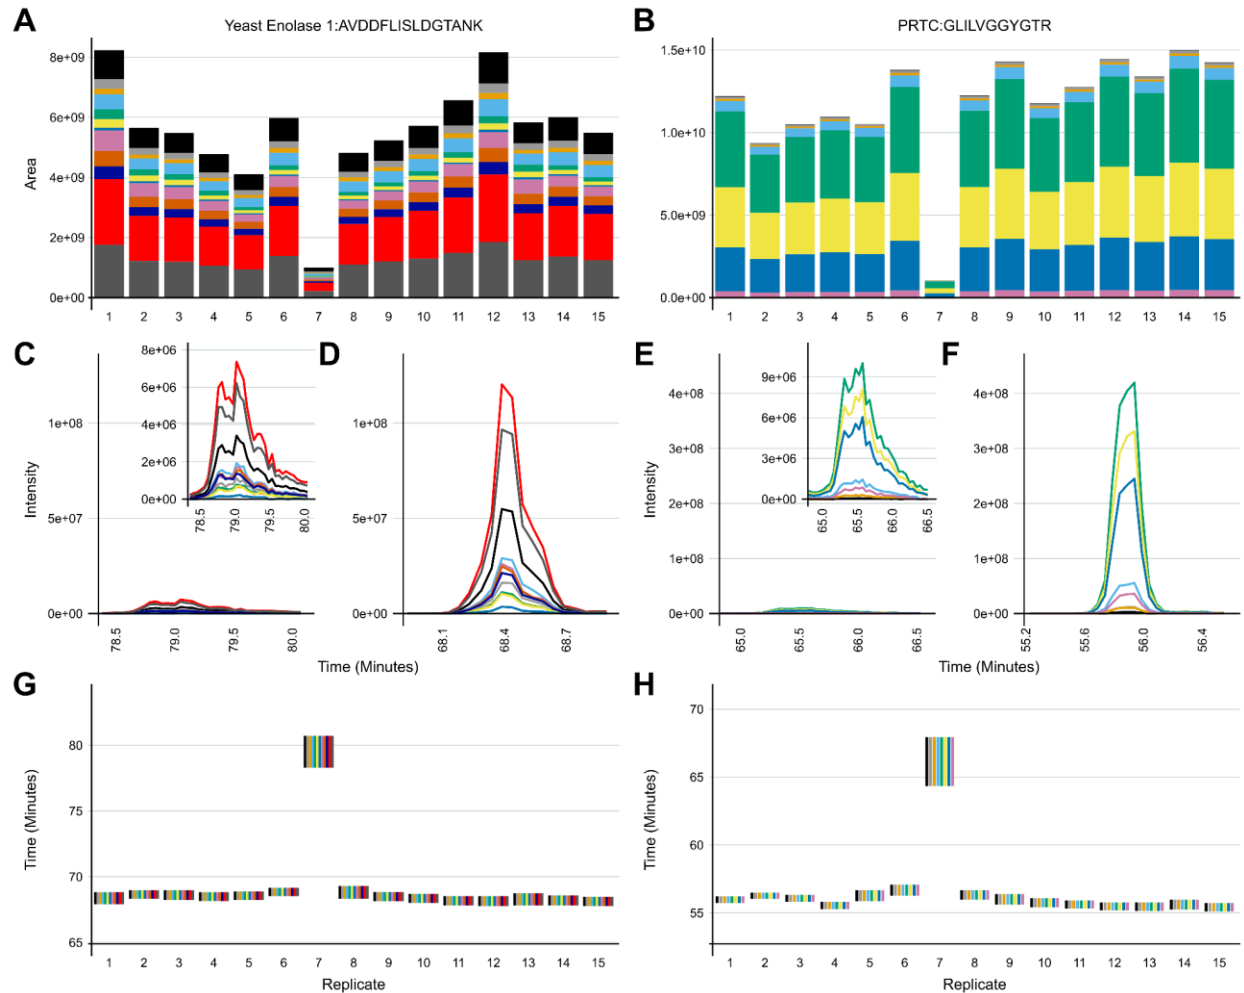 A
Yeast Enolase 1:AVDDFLISLDGTANK
B
PRTC:GLILVGGYGTR
Area
8e+09
6e+09
4e+09
2e+09
0e+00
1 2 3 4 5 6 7 8 9 10 11 12 13 14 15
1.5e+10
1.0e+10
5.0e+09
0.0e+00
1 2 3 4 5 6 7 8 9 10 11 12 13 14 15
C
Intensity
1e+08
5e+07
0e+00
78.5 79.0 79.5 80.0
8e+06
6e+06
4e+06
2e+06
0e+00
78.5 79.0 79.5 80.0
D
1e+08
5e+07
0e+00
68.1 68.4 68.7
Time (Minutes)
E
Intensity
4e+08
3e+08
2e+08
1e+08
0e+00
65.0 65.5 66.0 66.5
9e+06
6e+06
3e+06
0e+00
65.0 65.5 66.0 66.5
F
4e+08
3e+08
2e+08
1e+08
0e+00
55.2 55.6 56.0 56.4
Time (Minutes)
G
Time (Minutes)
80
75
70
65
1 2 3 4 5 6 7 8 9 10 11 12 13 14 15
Replicate
H
Time (Minutes)
70
65
60
55
1 2 3 4 5 6 7 8 9 10 11 12 13 14 15
Replicate